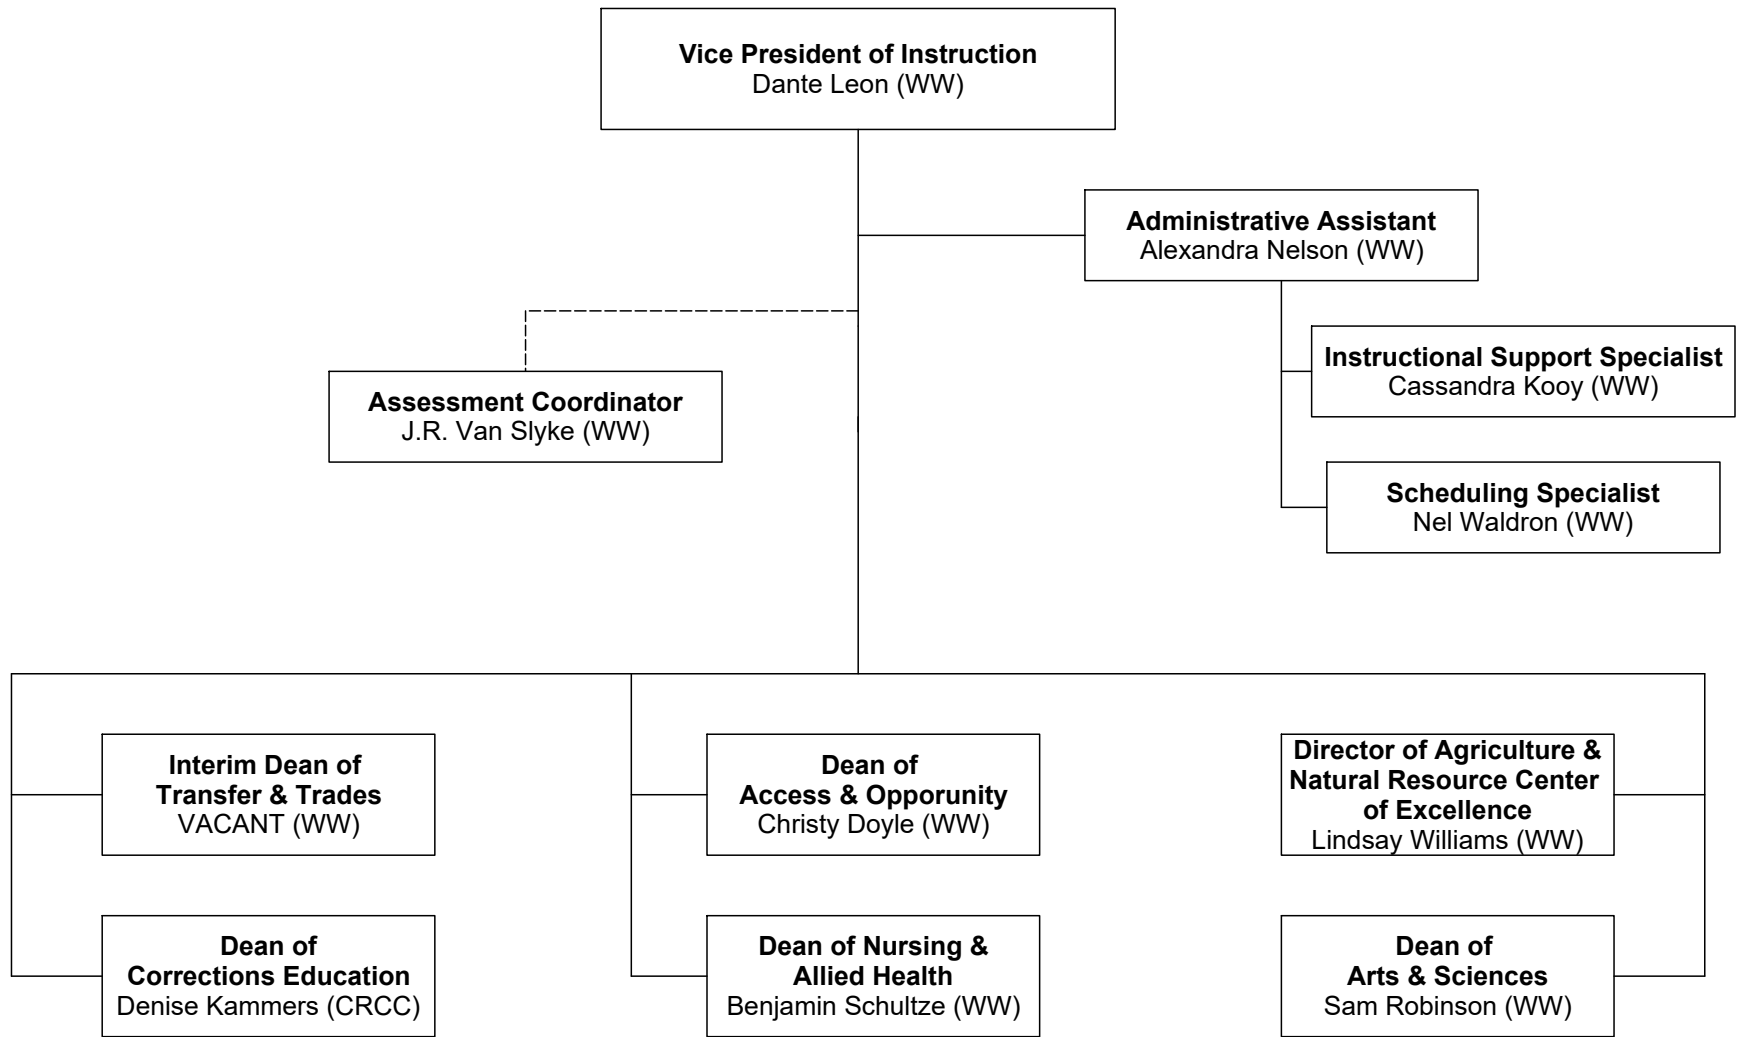 Vice President of Instruction
Dante Leon (WW)
Administrative Assistant
Alexandra Nelson (WW)
Instructional Support Specialist
Cassandra Kooy (WW)
Assessment Coordinator
J.R. Van Slyke (WW)
Scheduling Specialist
Nel Waldron (WW)
Interim Dean of
Transfer & Trades
VACANT (WW)
Dean of
Access & Opporunity
Christy Doyle (WW)
Director of Agriculture &
Natural Resource Center
of Excellence
Lindsay Williams (WW)
Dean of
Corrections Education
Denise Kammers (CRCC)
Dean of Nursing &
Allied Health
Benjamin Schultze (WW)
Dean of
Arts & Sciences
Sam Robinson (WW)